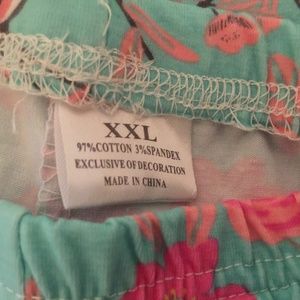 XXL
97%COTTON 3%SPANDEX
EXCLUSIVE OF DECORATION
MADE IN CHINA